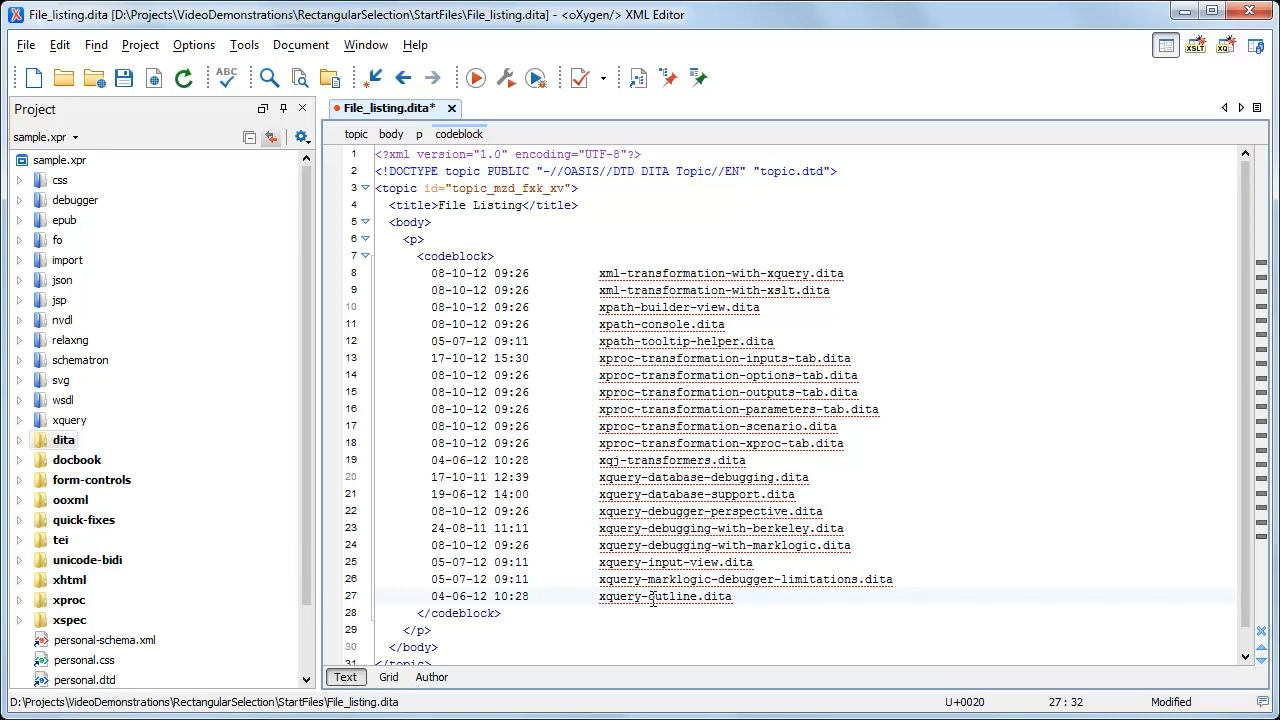 File_listing.dita [D:\Projects\VideoDemonstrations\RectangularSelection\StartFiles\File_listing.dita] - <oXygen/> XML Editor
File Edit Find Project Options Tools Document Window Help
XSLT XQ
ABC
Project
File_listing.dita*
sample.xpr
topic body p codeblock
sample.xpr
css
debugger
epub
fo
import
json
jsp
nvdl
relaxng
schematron
svg
wsdl
xquery
dita
docbook
form-controls
ooxml
quick-fixes
tei
unicode-bidi
xhtml
xproc
xspec
personal-schema.xml
personal.css
personal.dtd
1 <?xml version="1.0" encoding="UTF-8"?>
2 <!DOCTYPE topic PUBLIC "-//OASIS//DTD DITA Topic//EN" "topic.dtd">
3 <topic id="topic_mzd_fxk_xv">
4 <title>File Listing</title>
5 <body>
6 <p>
7 <codeblock>
8 08-10-12 09:26 xml-transformation-with-xquery.dita
9 08-10-12 09:26 xml-transformation-with-xslt.dita
10 08-10-12 09:26 xpath-builder-view.dita
11 08-10-12 09:26 xpath-console.dita
12 05-07-12 09:11 xpath-tooltip-helper.dita
13 17-10-12 15:30 xproc-transformation-inputs-tab.dita
14 08-10-12 09:26 xproc-transformation-options-tab.dita
15 08-10-12 09:26 xproc-transformation-outputs-tab.dita
16 08-10-12 09:26 xproc-transformation-parameters-tab.dita
17 08-10-12 09:26 xproc-transformation-scenario.dita
18 08-10-12 09:26 xproc-transformation-xproc-tab.dita
19 04-06-12 10:28 xqj-transformers.dita
20 17-10-11 12:39 xquery-database-debugging.dita
21 19-06-12 14:00 xquery-database-support.dita
22 08-10-12 09:26 xquery-debugger-perspective.dita
23 24-08-11 11:11 xquery-debugging-with-berkeley.dita
24 08-10-12 09:26 xquery-debugging-with-marklogic.dita
25 05-07-12 09:11 xquery-input-view.dita
26 05-07-12 09:11 xquery-marklogic-debugger-limitations.dita
27 04-06-12 10:28 xquery-outline.dita
28 </codeblock>
29 </p>
30 </body>
31 </topic>
Text Grid Author
D:\Projects\VideoDemonstrations\RectangularSelection\StartFiles\File_listing.dita U+0020 27 : 32 Modified